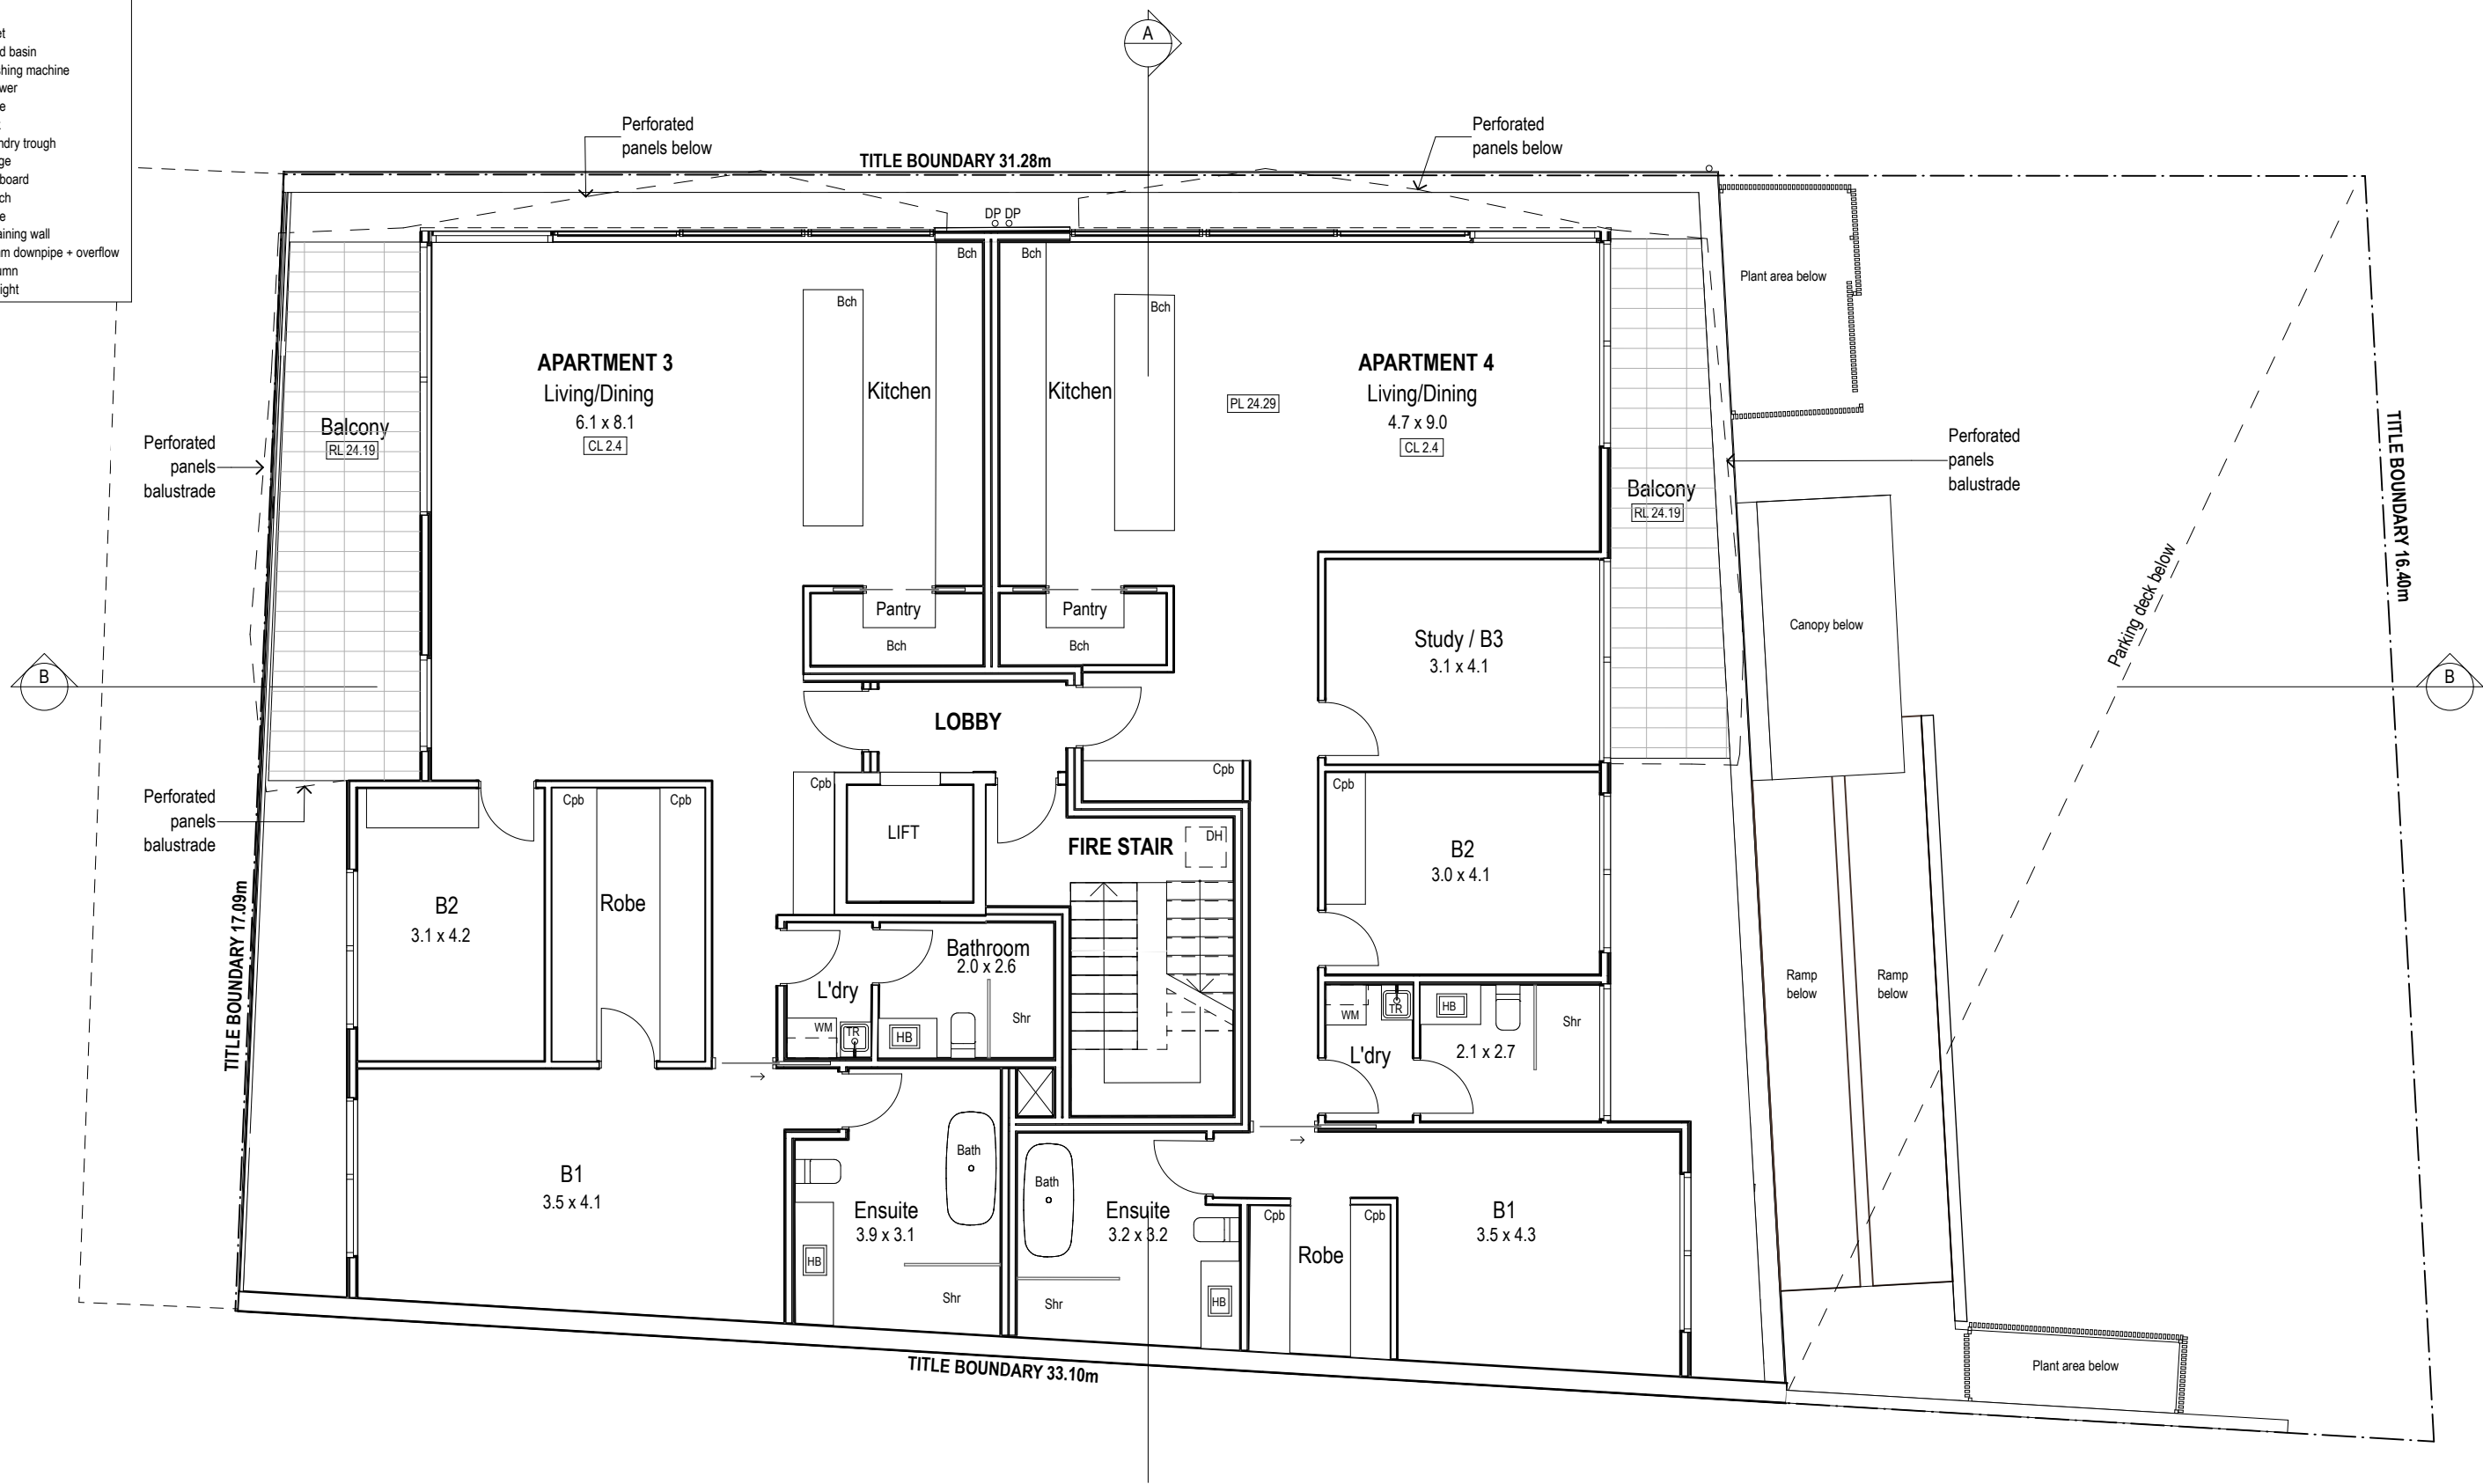 d basin
downpipe + overflow
A
Perforated
panels below
Perforated
panels below
TITLE BOUNDARY 31.28m
DP DP
Bch
Bch
Bch
Bch
Plant area below
APARTMENT 3
Living/Dining
6.1 x 8.1
CL 2.4
Kitchen
Kitchen
PL 24.29
APARTMENT 4
Living/Dining
4.7 x 9.0
CL 2.4
Balcony
RL 24.19
Perforated
panels
balustrade
Balcony
RL 24.19
Perforated
panels
balustrade
TITLE BOUNDARY 16.40m
Parking deck below
Pantry
Bch
Pantry
Bch
Study / B3
3.1 x 4.1
Canopy below
B
B
LOBBY
Cpb
Cpb
Cpb
Cpb
Cpb
Perforated
panels
balustrade
LIFT
FIRE STAIR
DH
B2
3.1 x 4.2
Robe
B2
3.0 x 4.1
TITLE BOUNDARY 17.09m
Bathroom
2.0 x 2.6
L'dry
WM
TR
HB
Shr
WM
TR
HB
Shr
L'dry
2.1 x 2.7
Ramp
below
Ramp
below
B1
3.5 x 4.1
Bath
Ensuite
3.9 x 3.1
HB
Shr
Bath
Ensuite
3.2 x 3.2
HB
Shr
Cpb
Cpb
Robe
B1
3.5 x 4.3
TITLE BOUNDARY 33.10m
Plant area below